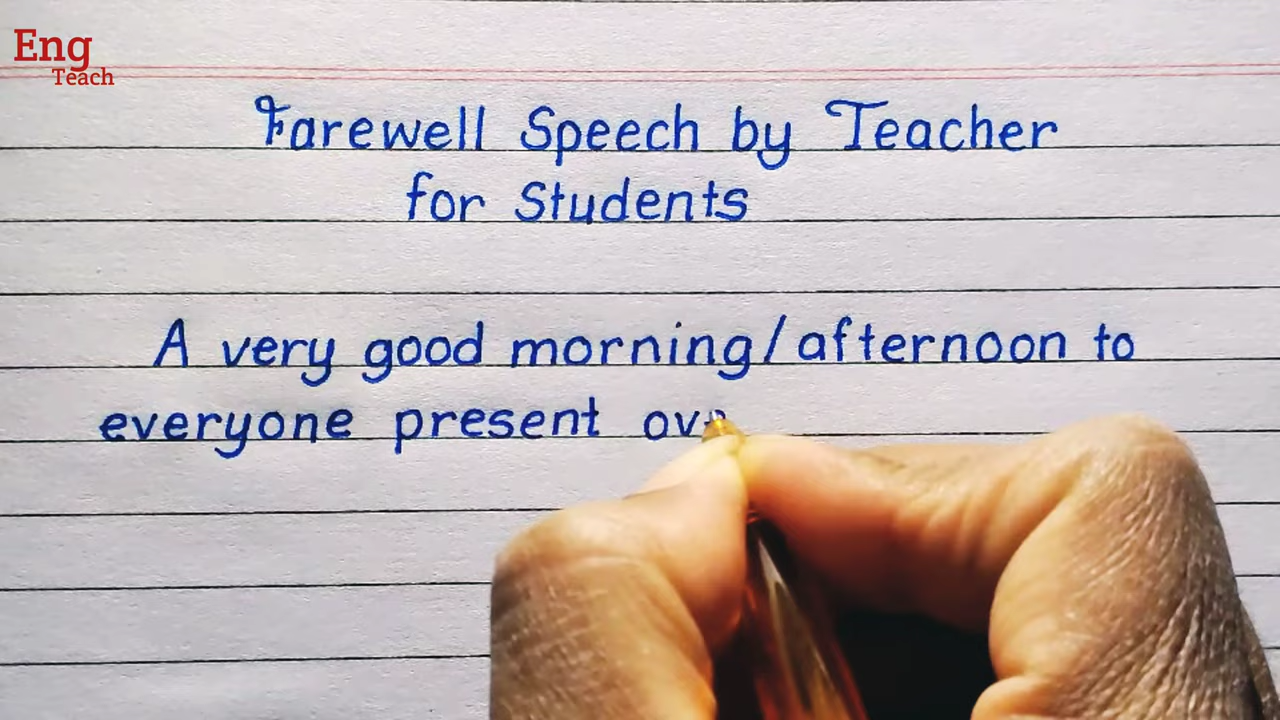 Eng
Teach
Farewell Speech by Teacher
for Students
A very good morning/afternoon to
everyone present